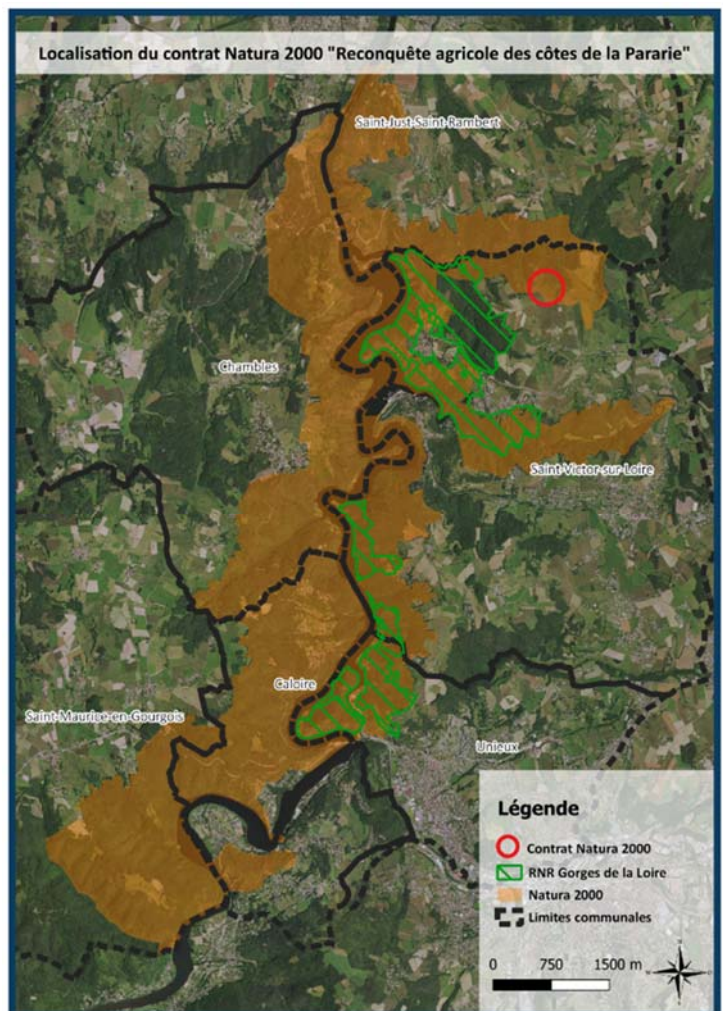 Localisation du contrat Natura 2000 "Reconquête agricole des côtes de la Pararie"
Saint-Just-Saint-Rambert
Chambles
Saint-Victor-sur-Loire
Caloire
Saint-Maurice-en-Gourgois
Unieux
Légende
Contrat Natura 2000
RNR Gorges de la Loire
Natura 2000
Limites communales
0 750 1500 m